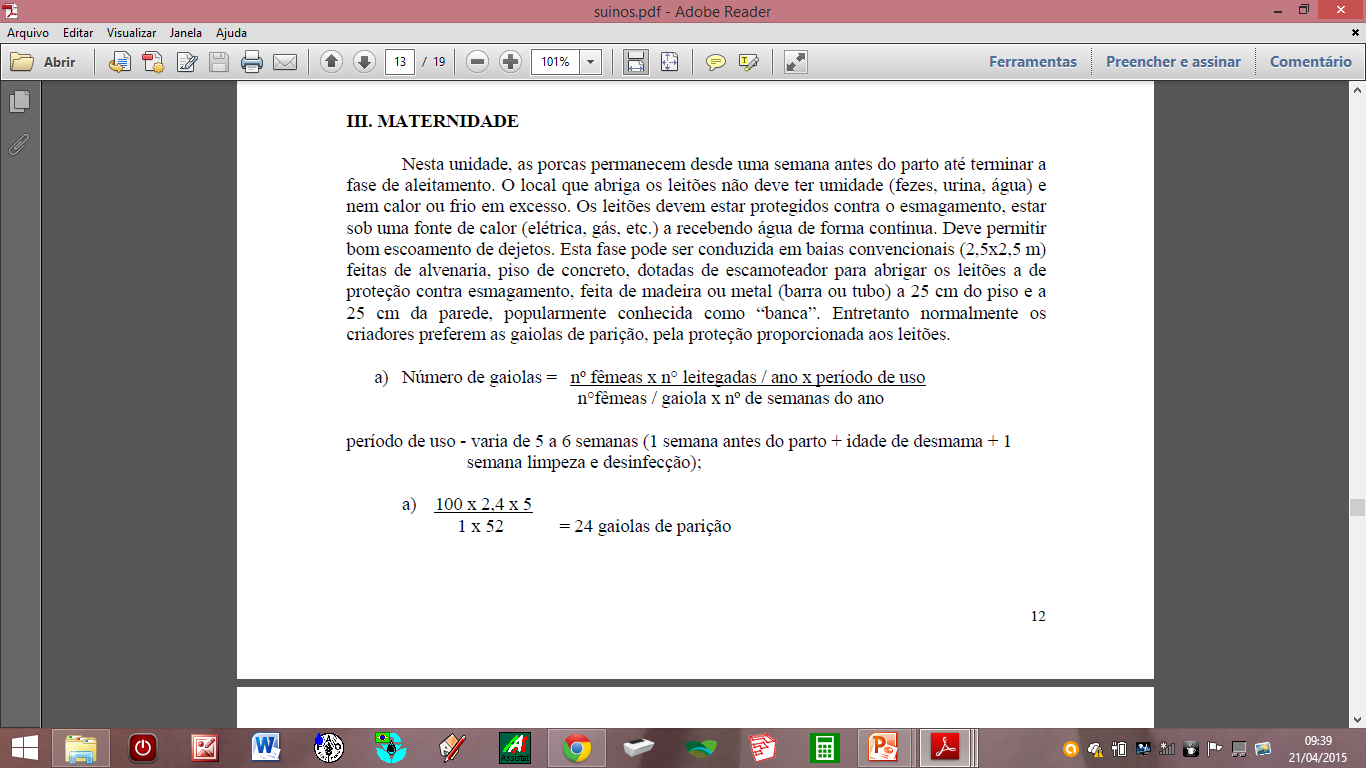 suinos.pdf - Adobe Reader
Arquivo Editar Visualizar Janela Ajuda
Abrir 13 / 19 101% Ferramentas Preencher e assinar Comentário
III. MATERNIDADE
Nesta unidade, as porcas permanecem desde uma semana antes do parto até terminar a
fase de aleitamento. O local que abriga os leitões não deve ter umidade (fezes, urina, água) e
nem calor ou frio em excesso. Os leitões devem estar protegidos contra o esmagamento, estar
sob uma fonte de calor (elétrica, gás, etc.) a recebendo água de forma continua. Deve permitir
bom escoamento de dejetos. Esta fase pode ser conduzida em baias convencionais (2,5x2,5 m)
feitas de alvenaria, piso de concreto, dotadas de escamoteador para abrigar os leitões a de
proteção contra esmagamento, feita de madeira ou metal (barra ou tubo) a 25 cm do piso e a
25 cm da parede, popularmente conhecida como “banca”. Entretanto normalmente os
criadores preferem as gaiolas de parição, pela proteção proporcionada aos leitões.
a) Número de gaiolas = nº fêmeas x n° leitegadas / ano x período de uso
n°fêmeas / gaiola x nº de semanas do ano
período de uso - varia de 5 a 6 semanas (1 semana antes do parto + idade de desmama + 1
semana limpeza e desinfecção);
a) 100 x 2,4 x 5
1 x 52 = 24 gaiolas de parição
12
Assistat
09:39
21/04/2015